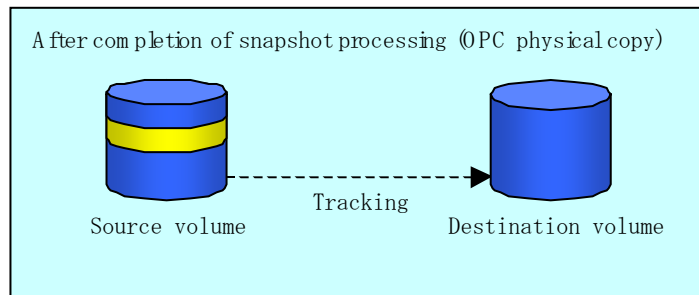 After completion of snapshot processing (OPC physical copy)
Tracking
Source volume
Destination volume